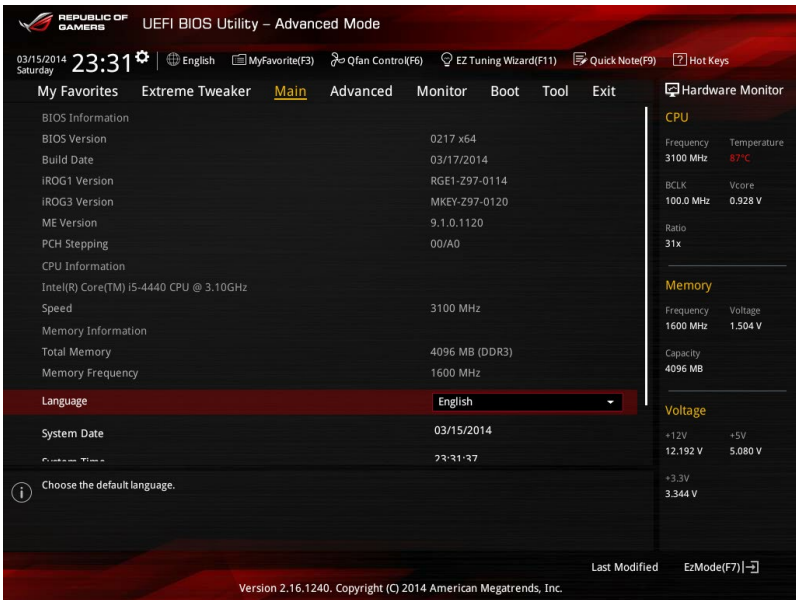 REPUBLIC OF
GAMERS
UEFI BIOS Utility – Advanced Mode
03/15/2014
Saturday
23:31
English
MyFavorite(F3)
Qfan Control(F6)
EZ Tuning Wizard(F11)
Quick Note(F9)
? Hot Keys
My Favorites Extreme Tweaker Main Advanced Monitor Boot Tool Exit
BIOS Information
BIOS Version 0217 x64
Build Date 03/17/2014
iROG1 Version RGE1-Z97-0114
iROG3 Version MKEY-Z97-0120
ME Version 9.1.0.1120
PCH Stepping 00/A0
CPU Information
Intel(R) Core(TM) i5-4440 CPU @ 3.10GHz
Speed 3100 MHz
Memory Information
Total Memory 4096 MB (DDR3)
Memory Frequency 1600 MHz
Language English
System Date 03/15/2014
System Time 23:31:37
Choose the default language.
Hardware Monitor
CPU
Frequency Temperature
3100 MHz 87°C
BCLK Vcore
100.0 MHz 0.928 V
Ratio
31x
Memory
Frequency Voltage
1600 MHz 1.504 V
Capacity
4096 MB
Voltage
+12V +5V
12.192 V 5.080 V
+3.3V
3.344 V
Last Modified
EzMode(F7)
Version 2.16.1240. Copyright (C) 2014 American Megatrends, Inc.